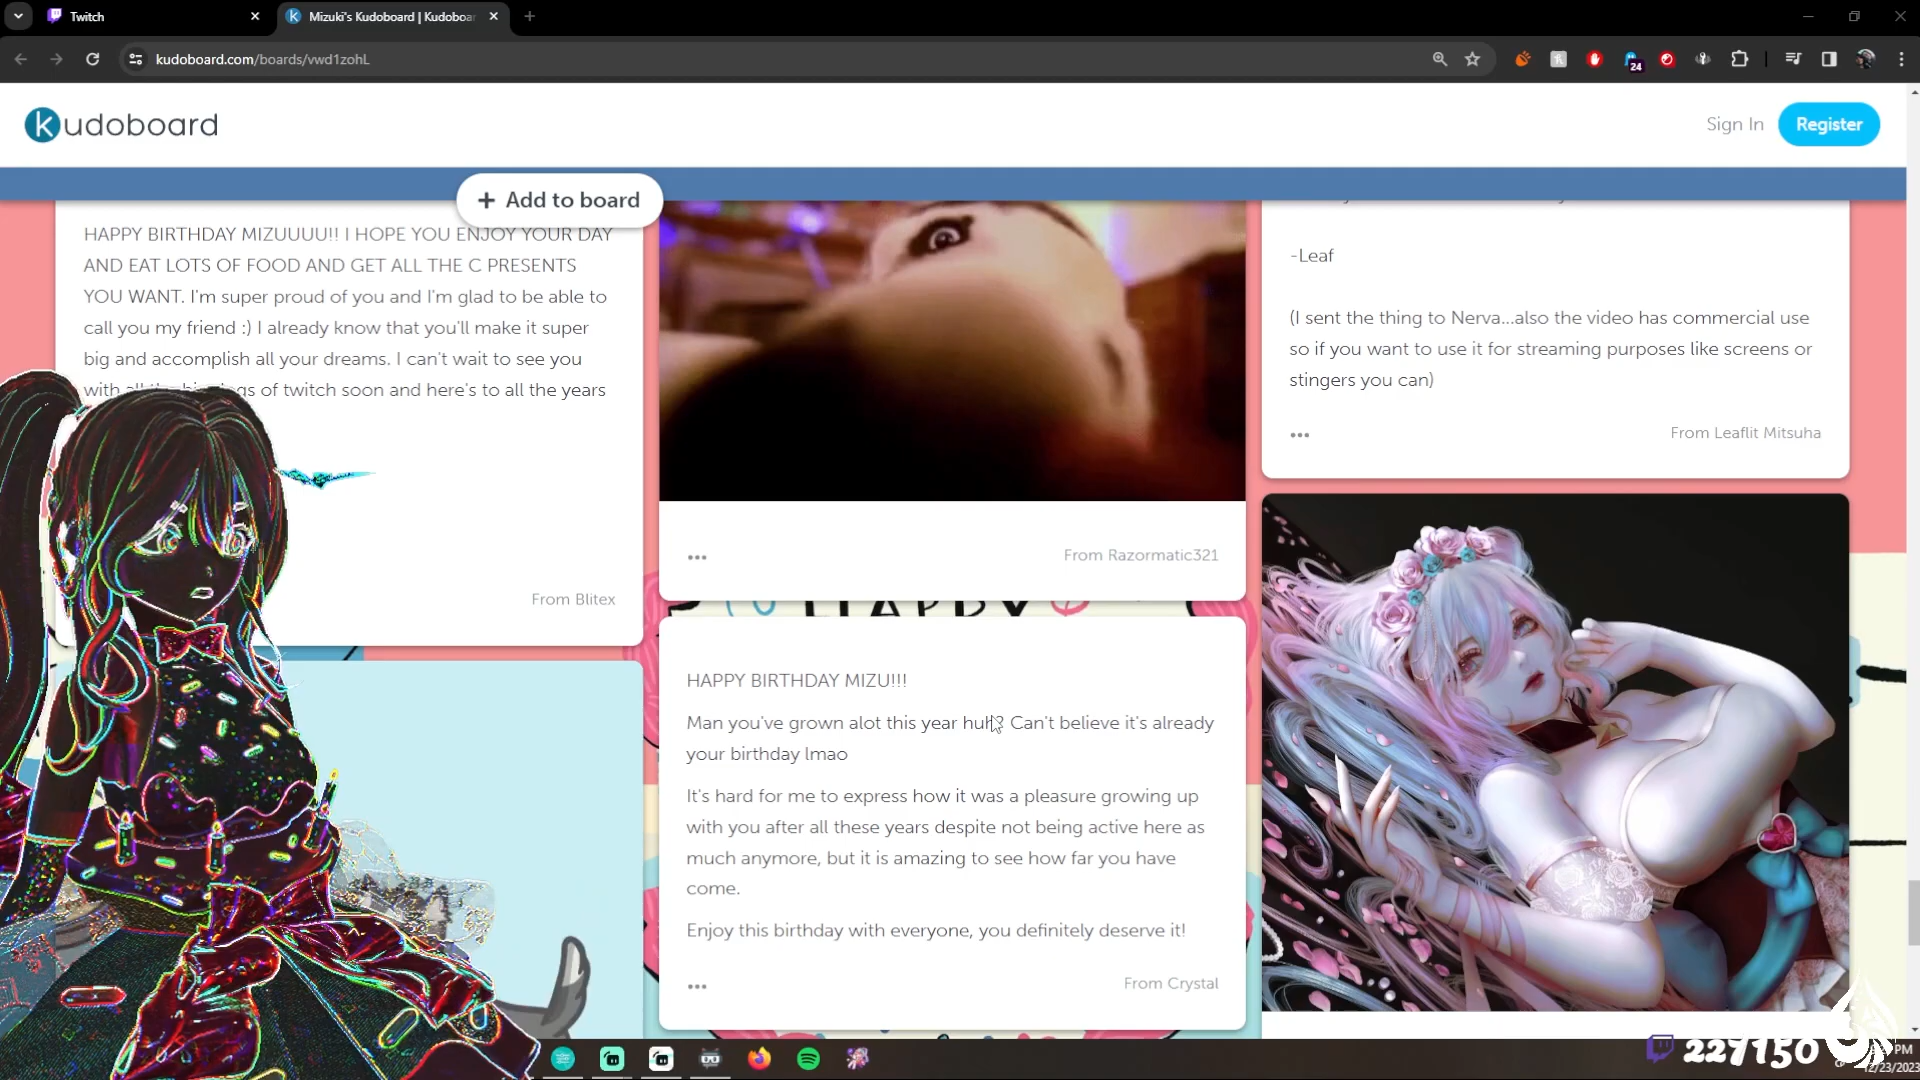 Twitch
Mizuki's Kudoboard | Kudoboar
kudoboard.com/boards/vwd1zohL
24
kudoboard
Sign In
Register
+ Add to board
HAPPY BIRTHDAY MIZUUUU!! I HOPE YOU ENJOY YOUR DAY
AND EAT LOTS OF FOOD AND GET ALL THE C PRESENTS
YOU WANT. I'm super proud of you and I'm glad to be able to
call you my friend :) I already know that you'll make it super
big and accomplish all your dreams. I can't wait to see you
with of twitch soon and here's to all the years
From Blitex
From Razormatic321
HAPPY
HAPPY BIRTHDAY MIZU!!!
Man you've grown alot this year huh? Can't believe it's already
your birthday lmao
It's hard for me to express how it was a pleasure growing up
with you after all these years despite not being active here as
much anymore, but it is amazing to see how far you have
come.
Enjoy this birthday with everyone, you definitely deserve it!
From Crystal
-Leaf
(I sent the thing to Nerva...also the video has commercial use
so if you want to use it for streaming purposes like screens or
stingers you can)
From Leaflit Mitsuha
227150
PM
12/23/2023